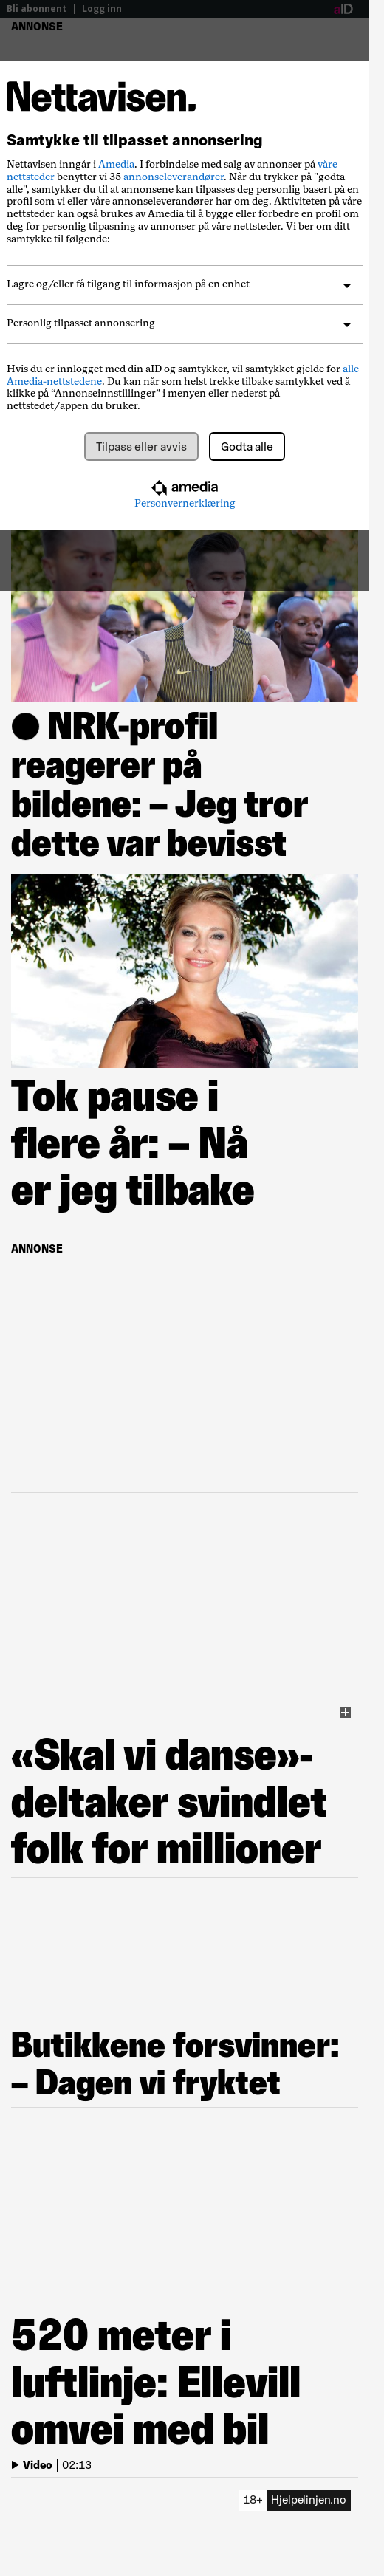 Bli abonnent | Logg inn
aID
ANNONSE
Nettavisen.
Samtykke til tilpasset annonsering
Nettavisen inngår i Amedia. I forbindelse med salg av annonser på våre
nettsteder benytter vi 35 annonseleverandører. Når du trykker på "godta
alle", samtykker du til at annonsene kan tilpasses deg personlig basert på en
profil som vi eller våre annonseleverandører har om deg. Aktiviteten på våre
nettsteder kan også brukes av Amedia til å bygge eller forbedre en profil om
deg for personlig tilpasning av annonser på våre nettsteder. Vi ber om ditt
samtykke til følgende:
Lagre og/eller få tilgang til informasjon på en enhet
Personlig tilpasset annonsering
Hvis du er innlogget med din aID og samtykker, vil samtykket gjelde for alle
Amedia-nettstedene. Du kan når som helst trekke tilbake samtykket ved å
klikke på “Annonseinnstillinger” i menyen eller nederst på
nettstedet/appen du bruker.
Tilpass eller avvis
Godta alle
amedia
Personvernerklæring
● NRK-profil
reagerer på
bildene: – Jeg tror
dette var bevisst
Tok pause i
flere år: – Nå
er jeg tilbake
ANNONSE
«Skal vi danse»-
deltaker svindlet
folk for millioner
Butikkene forsvinner:
– Dagen vi fryktet
520 meter i
luftlinje: Ellevill
omvei med bil
Video | 02:13
18+ Hjelpelinjen.no